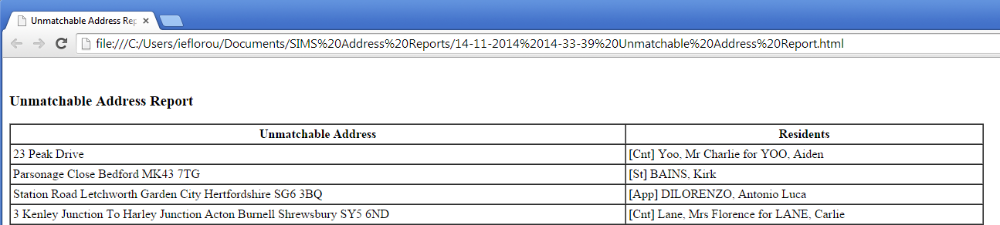 Unmatchable Address Rep
file:///C:/Users/ieflorou/Documents/SIMS%20Address%20Reports/14-11-2014%2014-33-39%20Unmatchable%20Address%20Report.html
Unmatchable Address Report
Unmatchable Address Residents
23 Peak Drive [Cnt] Yoo, Mr Charlie for YOO, Aiden
Parsonage Close Bedford MK43 7TG [St] BAINS, Kirk
Station Road Letchworth Garden City Hertfordshire SG6 3BQ [App] DILORENZO, Antonio Luca
3 Kenley Junction To Harley Junction Acton Burnell Shrewsbury SY5 6ND [Cnt] Lane, Mrs Florence for LANE, Carlie